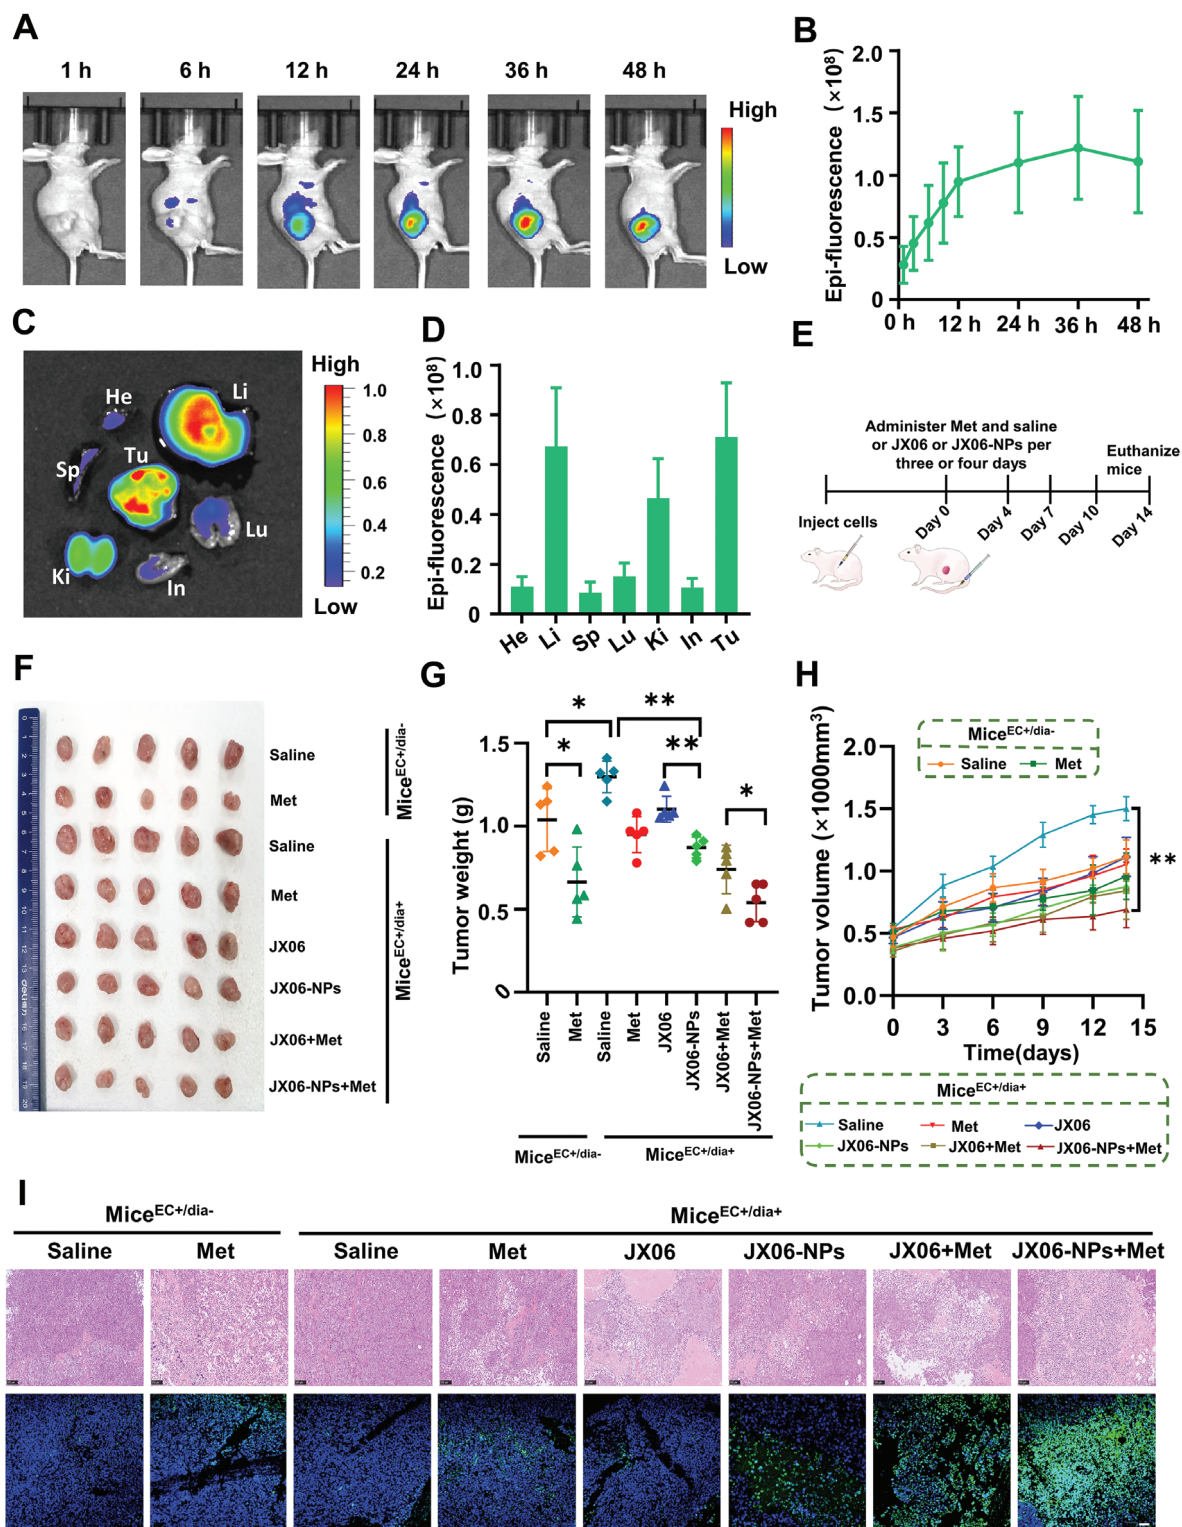 A
1 h 6 h 12 h 24 h 36 h 48 h
High
Low
B
Epi-fluorescence (×10⁸)
2.0
1.5
1.0
0.5
0
0 h 12 h 24 h 36 h 48 h
C
He
Li
Sp
Tu
Lu
Ki
In
High
1.0
0.8
0.6
0.4
0.2
Low
D
Epi-fluorescence (×10⁸)
1.0
0.8
0.6
0.4
0.2
0
He Li Sp Lu Ki In Tu
E
Administer Met and saline
or JX06 or JX06-NPs per
three or four days
Euthanize
mice
Inject cells
Day 0 Day 4 Day 7 Day 10 Day 14
F
Saline
Met
Saline
Met
JX06
JX06-NPs
JX06+Met
JX06-NPs+Met
Mice^EC+/dia-
Mice^EC+/dia+
G
Tumor weight (g)
1.5
1.0
0.5
0
* * ** ** *
Saline Met Saline Met JX06 JX06-NPs JX06+Met JX06-NPs+Met
Mice^EC+/dia- Mice^EC+/dia+
H
Tumor volume (×1000mm³)
2.0
1.5
1.0
0.5
0.0
Mice^EC+/dia-
Saline Met
**
0 3 6 9 12 15
Time(days)
Mice^EC+/dia+
Saline Met JX06
JX06-NPs JX06+Met JX06-NPs+Met
I
Mice^EC+/dia- Mice^EC+/dia+
Saline Met Saline Met JX06 JX06-NPs JX06+Met JX06-NPs+Met